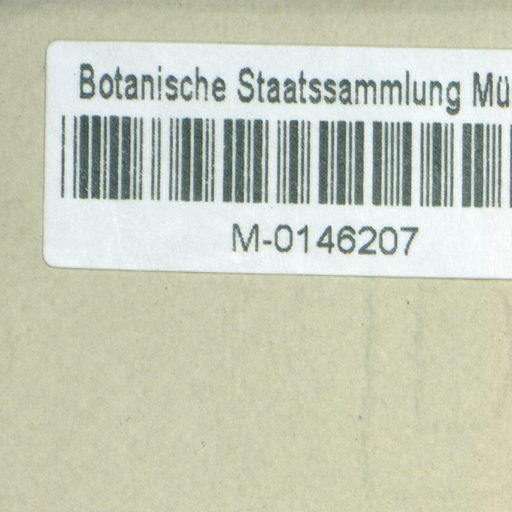 Botanische Staatssammlung Mü
M-0146207